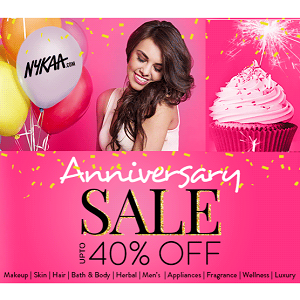 NYKAA.com
Anniversary
SALE
UPTO 40% OFF
Makeup | Skin | Hair | Bath & Body | Herbal | Men's | Appliances | Fragrance | Wellness | Luxury